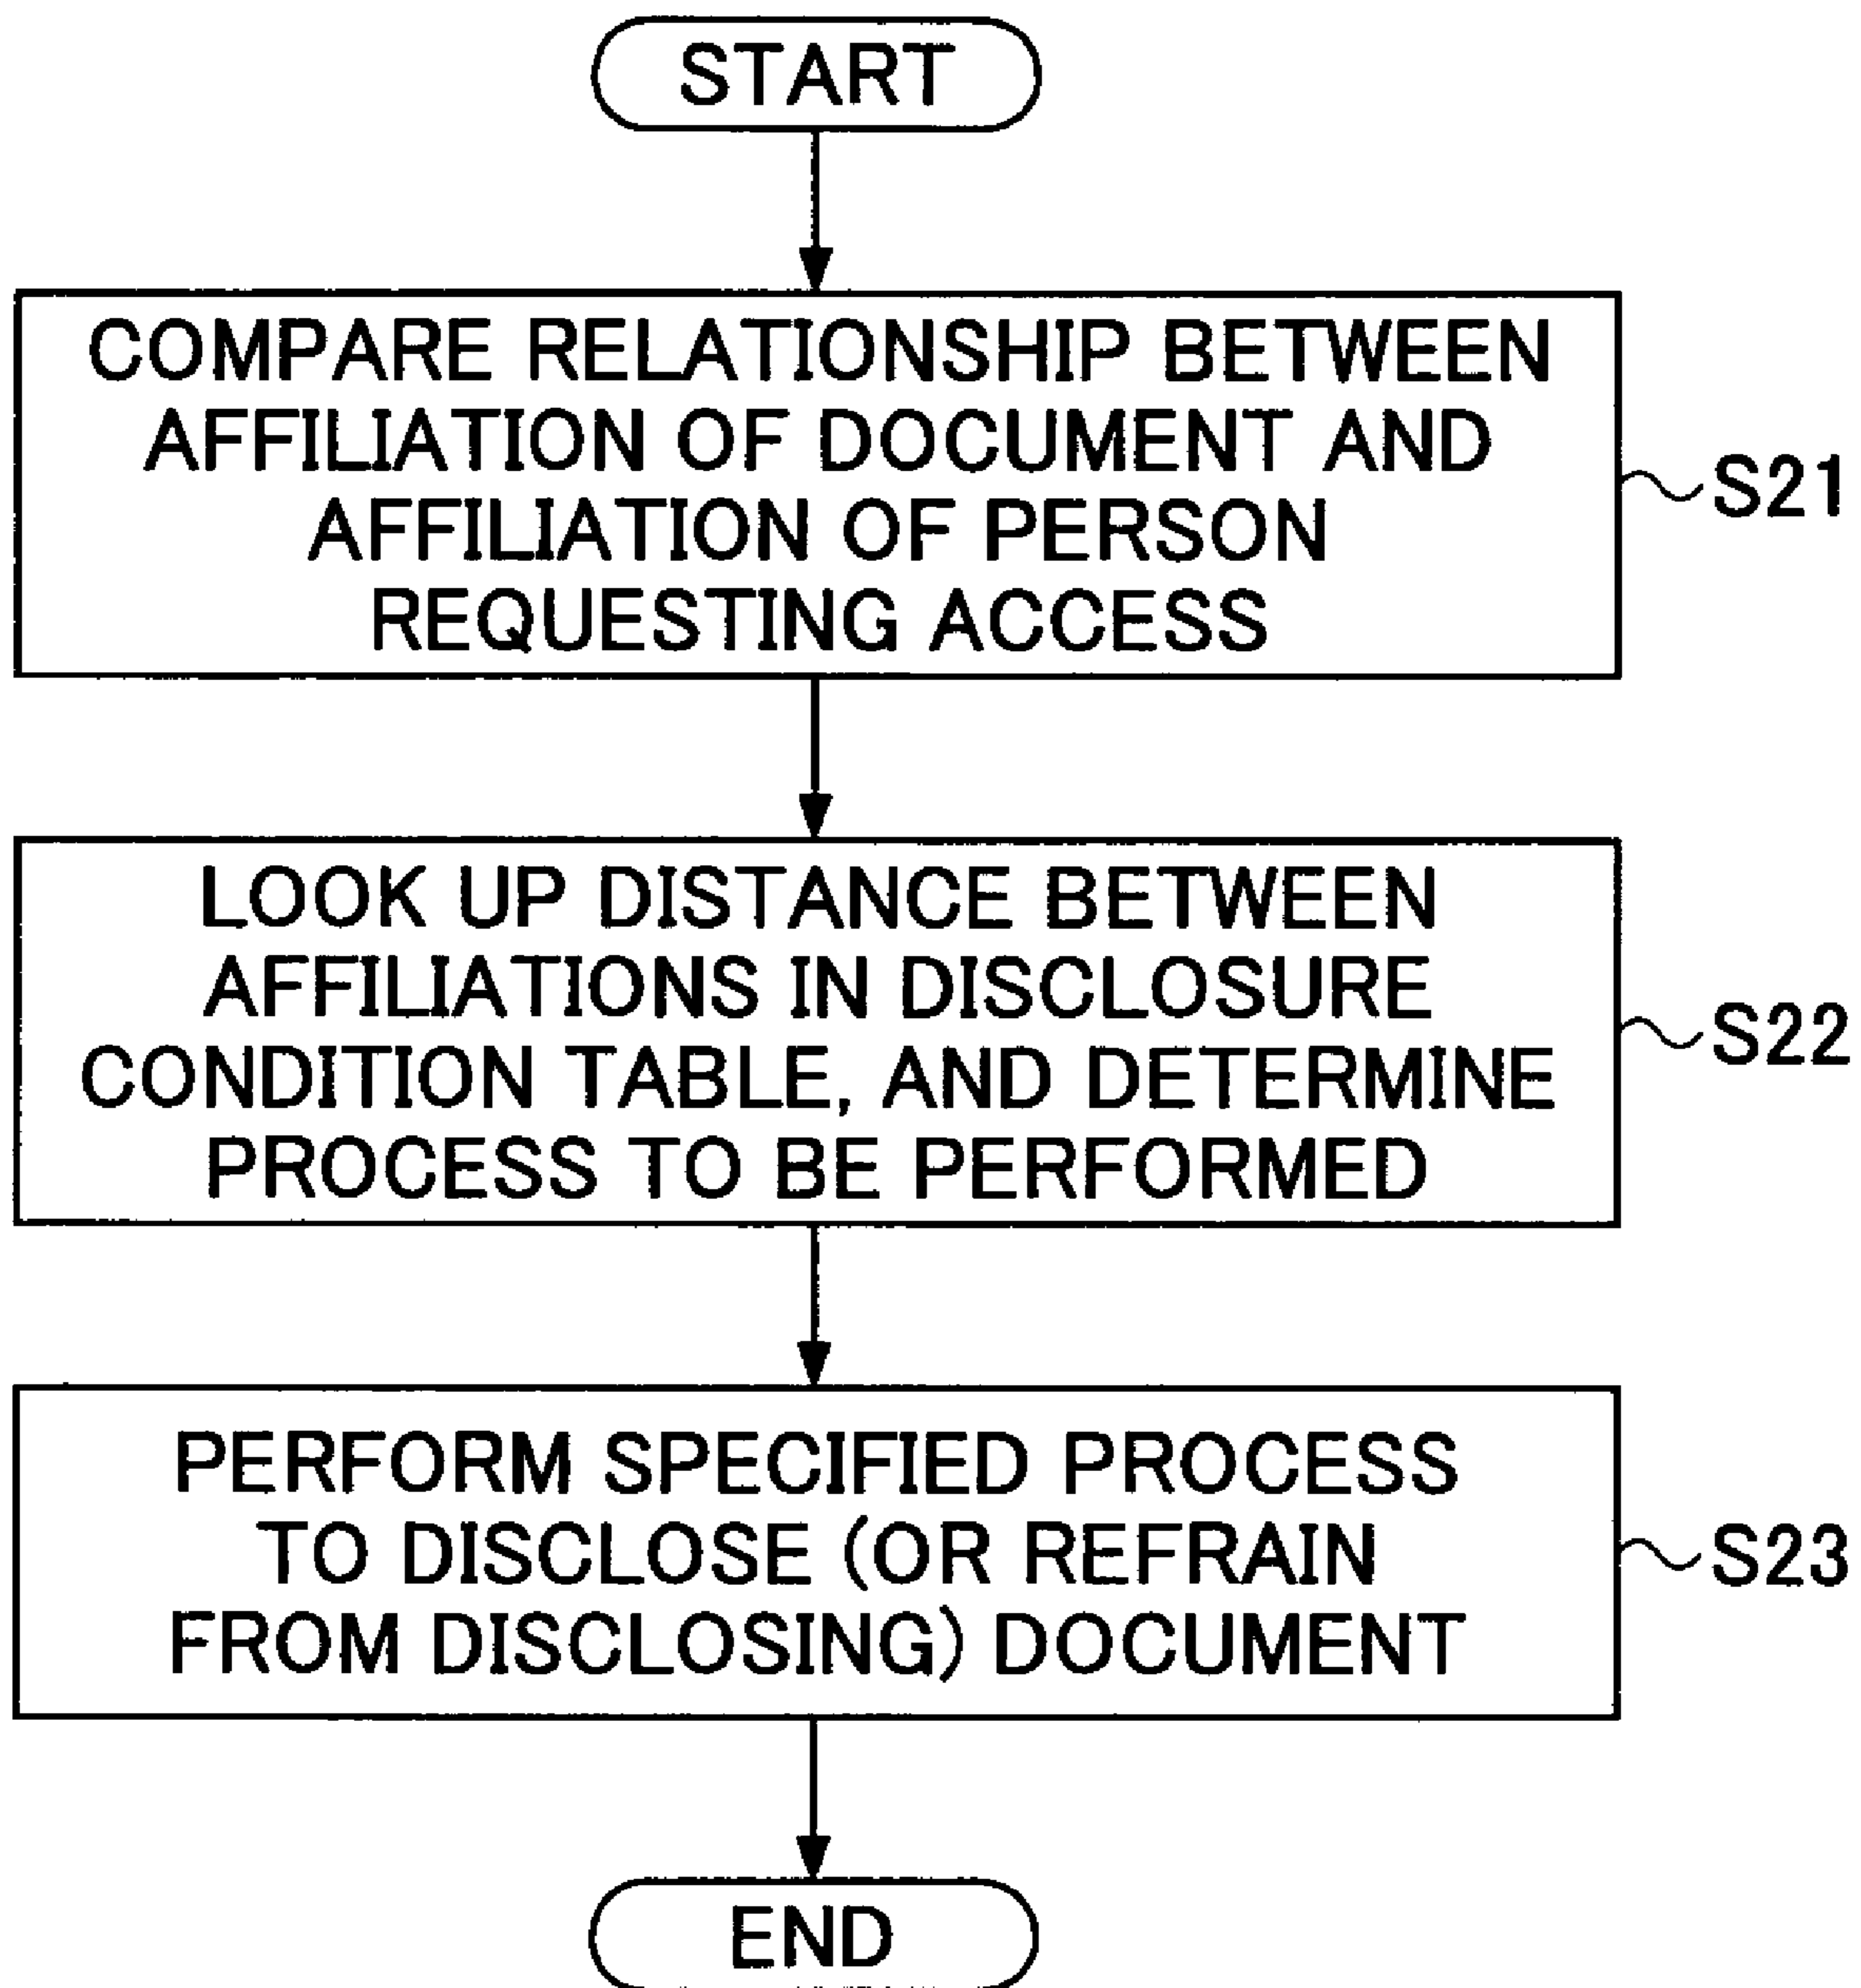 START
COMPARE RELATIONSHIP BETWEEN
AFFILIATION OF DOCUMENT AND
AFFILIATION OF PERSON
REQUESTING ACCESS
S21
LOOK UP DISTANCE BETWEEN
AFFILIATIONS IN DISCLOSURE
CONDITION TABLE, AND DETERMINE
PROCESS TO BE PERFORMED
S22
PERFORM SPECIFIED PROCESS
TO DISCLOSE (OR REFRAIN
FROM DISCLOSING) DOCUMENT
S23
END